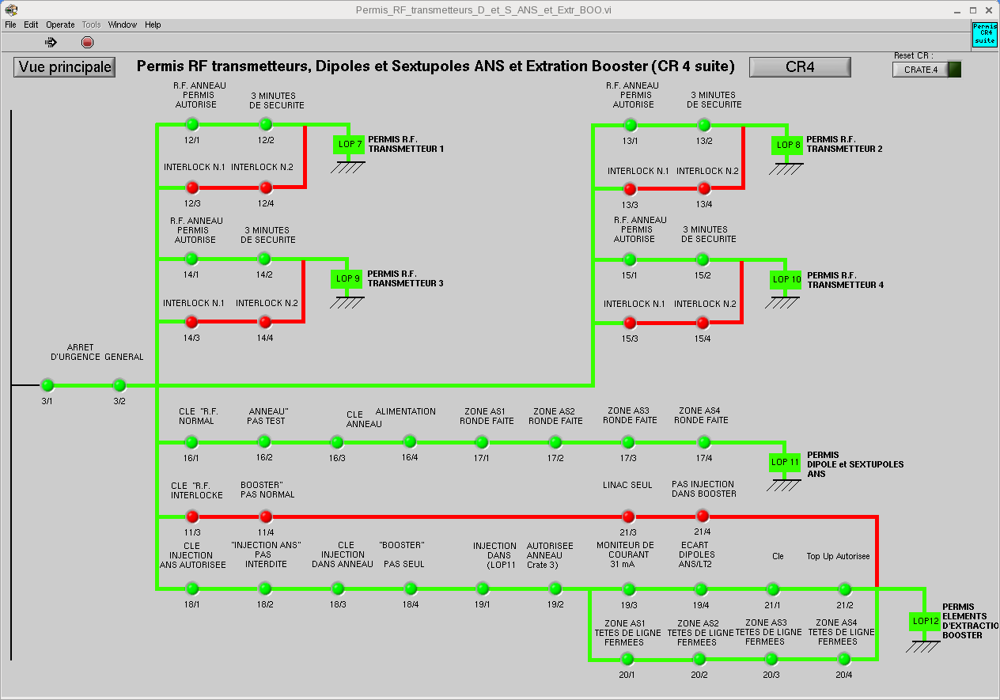 Permis_RF_transmetteurs_D_et_S_ANS_et_Extr_BOO.vi
File Edit Operate Tools Window Help
Permis
CR4
suite
Vue principale
Permis RF transmetteurs, Dipoles et Sextupoles ANS et Extration Booster (CR 4 suite)
CR4
Reset CR :
CRATE.4
R.F. ANNEAU
PERMIS
AUTORISE
3 MINUTES
DE SECURITE
12/1
12/2
LOP 7
PERMIS R.F.
TRANSMETTEUR 1
INTERLOCK N.1
INTERLOCK N.2
12/3
12/4
R.F. ANNEAU
PERMIS
AUTORISE
3 MINUTES
DE SECURITE
13/1
13/2
LOP 8
PERMIS R.F.
TRANSMETTEUR 2
INTERLOCK N.1
INTERLOCK N.2
13/3
13/4
R.F. ANNEAU
PERMIS
AUTORISE
3 MINUTES
DE SECURITE
14/1
14/2
LOP 9
PERMIS R.F.
TRANSMETTEUR 3
INTERLOCK N.1
INTERLOCK N.2
14/3
14/4
R.F. ANNEAU
PERMIS
AUTORISE
3 MINUTES
DE SECURITE
15/1
15/2
LOP 10
PERMIS R.F.
TRANSMETTEUR 4
INTERLOCK N.1
INTERLOCK N.2
15/3
15/4
ARRET
D'URGENCE GENERAL
3/1
3/2
CLE "R.F.
NORMAL
ANNEAU"
PAS TEST
CLE
ANNEAU
ALIMENTATION
ZONE AS1
RONDE FAITE
ZONE AS2
RONDE FAITE
ZONE AS3
RONDE FAITE
ZONE AS4
RONDE FAITE
16/1
16/2
16/3
16/4
17/1
17/2
17/3
17/4
LOP 11
PERMIS
DIPOLE et SEXTUPOLES
ANS
CLE "R.F.
INTERLOCKE
BOOSTER"
PAS NORMAL
LINAC SEUL
PAS INJECTION
DANS BOOSTER
11/3
11/4
21/3
21/4
CLE
INJECTION
ANS AUTORISEE
"INJECTION ANS"
PAS
INTERDITE
CLE
INJECTION
DANS ANNEAU
"BOOSTER"
PAS SEUL
INJECTION
DANS
(LOP11
AUTORISEE
ANNEAU
Crate 3)
MONITEUR DE
COURANT
31 mA
ECART
DIPOLES
ANS/LT2
Cle
Top Up Autorisee
18/1
18/2
18/3
18/4
19/1
19/2
19/3
19/4
21/1
21/2
LOP12
PERMIS
ELEMENTS
D'EXTRACTIO
BOOSTER
ZONE AS1
TETES DE LIGNE
FERMEES
ZONE AS2
TETES DE LIGNE
FERMEES
ZONE AS3
TETES DE LIGNE
FERMEES
ZONE AS4
TETES DE LIGNE
FERMEES
20/1
20/2
20/3
20/4